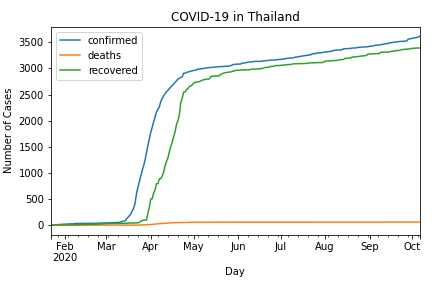 COVID-19 in Thailand
confirmed
deaths
recovered
Number of Cases
3500
3000
2500
2000
1500
1000
500
0
Feb Mar Apr May Jun Jul Aug Sep Oct
2020
Day